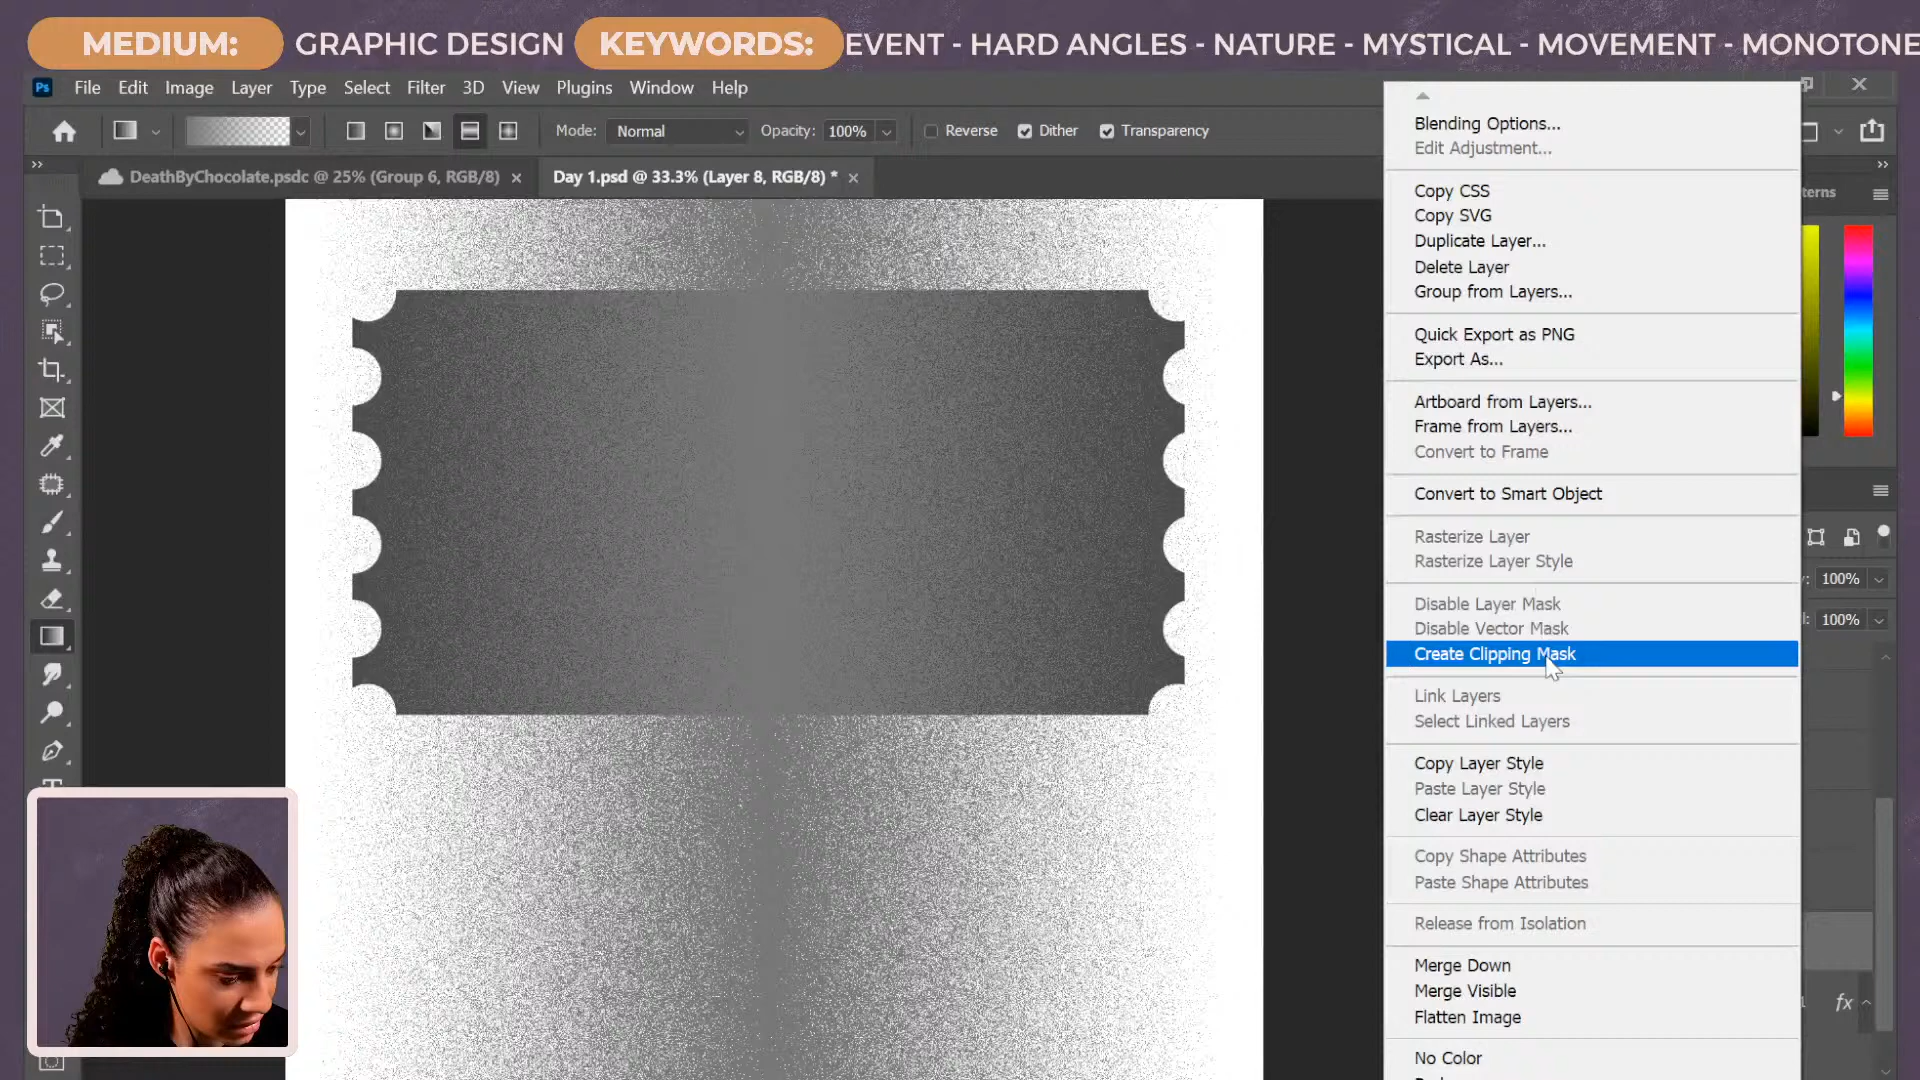 MEDIUM: GRAPHIC DESIGN KEYWORDS: EVENT - HARD ANGLES - NATURE - MYSTICAL - MOVEMENT - MONOTONE
Ps File Edit Image Layer Type Select Filter 3D View Plugins Window Help
Mode: Normal Opacity: 100% Reverse Dither Transparency
DeathByChocolate.psdc @ 25% (Group 6, RGB/8) × Day 1.psd @ 33.3% (Layer 8, RGB/8) * ×
Blending Options...
Edit Adjustment...
Copy CSS
Copy SVG
Duplicate Layer...
Delete Layer
Group from Layers...
Quick Export as PNG
Export As...
Artboard from Layers...
Frame from Layers...
Convert to Frame
Convert to Smart Object
Rasterize Layer
Rasterize Layer Style
Disable Layer Mask
Disable Vector Mask
Create Clipping Mask
Link Layers
Select Linked Layers
Copy Layer Style
Paste Layer Style
Clear Layer Style
Copy Shape Attributes
Paste Shape Attributes
Release from Isolation
Merge Down
Merge Visible
Flatten Image
No Color
terns
100%
100%
fx